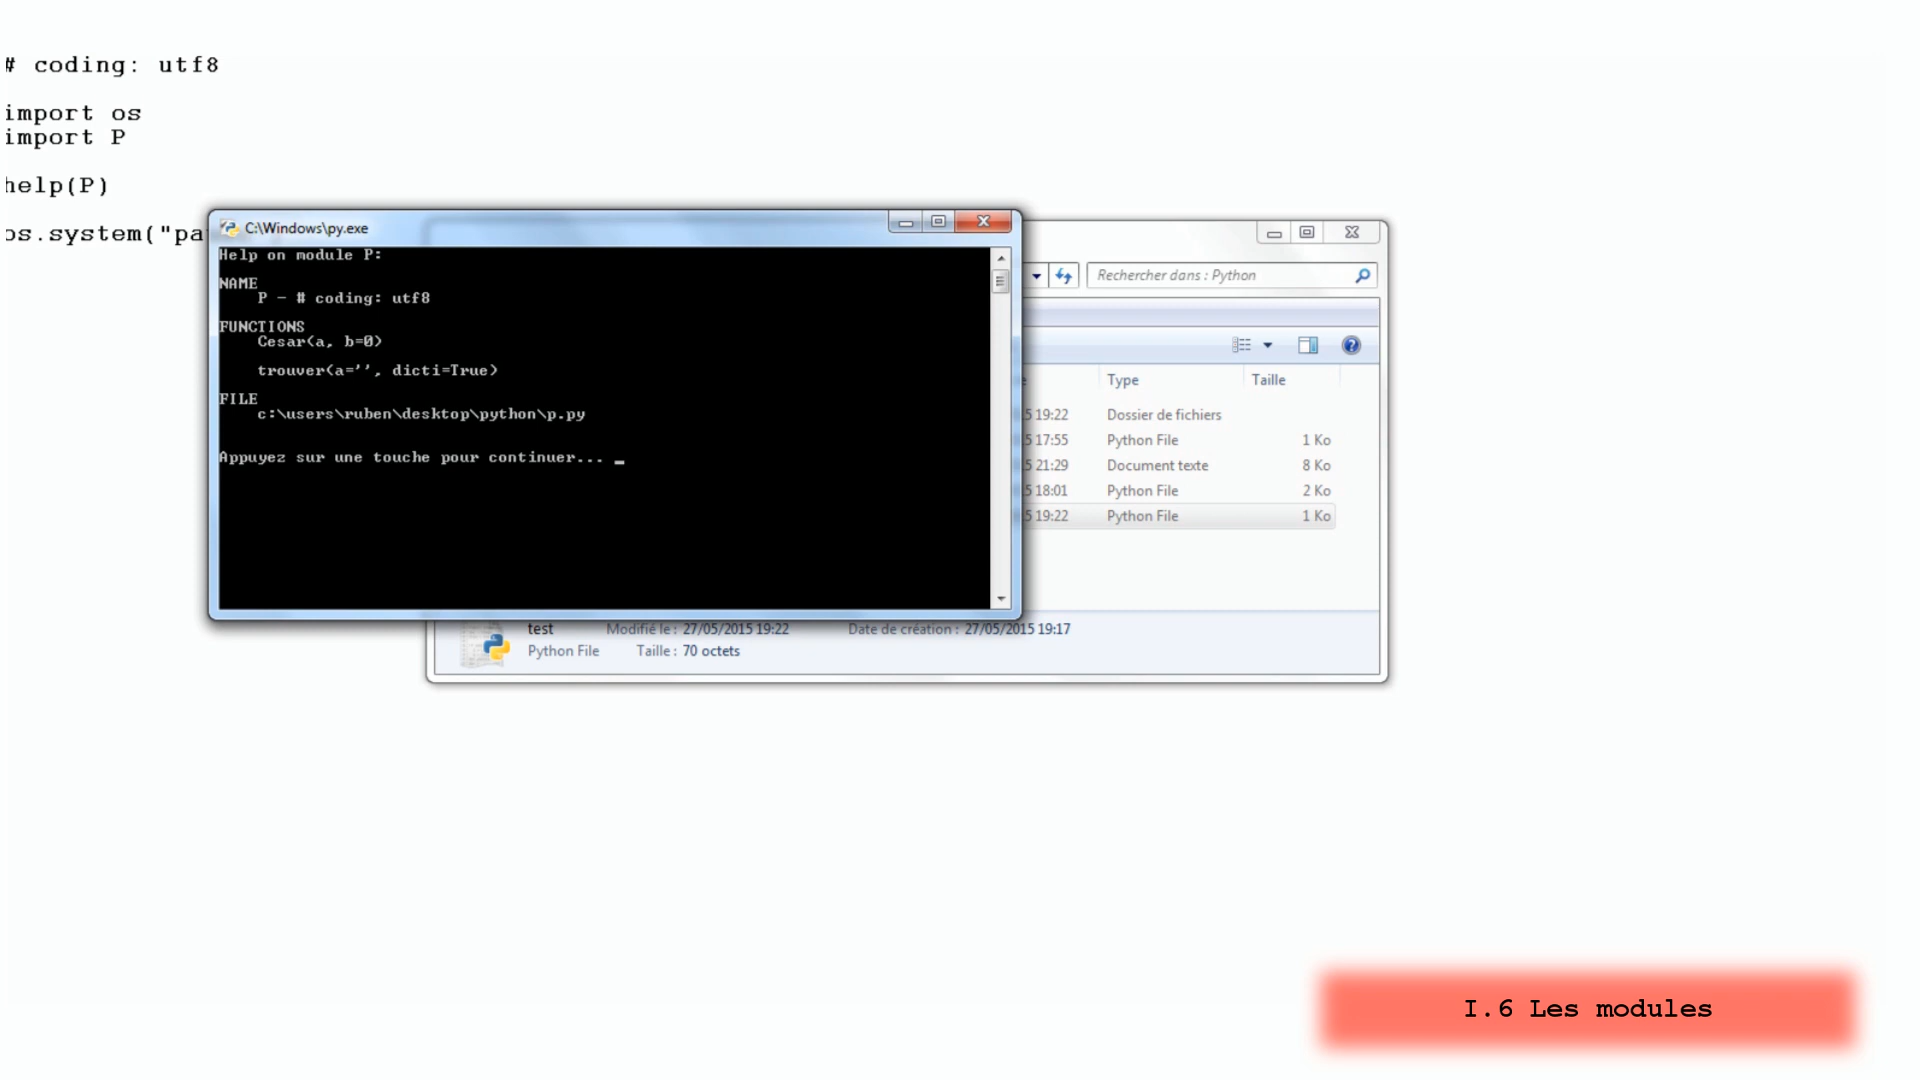 # coding: utf8
import os
import P
help(P)
os.system("pa
C:\Windows\py.exe
Help on module P:
NAME
P - # coding: utf8
FUNCTIONS
Cesar(a, b=0)
trouver(a='', dicti=True)
FILE
c:\users\ruben\desktop\python\p.py
Appuyez sur une touche pour continuer... _
Rechercher dans : Python
Type Taille
5 19:22 Dossier de fichiers
5 17:55 Python File 1 Ko
5 21:29 Document texte 8 Ko
5 18:01 Python File 2 Ko
5 19:22 Python File 1 Ko
test Modifié le : 27/05/2015 19:22 Date de création : 27/05/2015 19:17
Python File Taille : 70 octets
I.6 Les modules